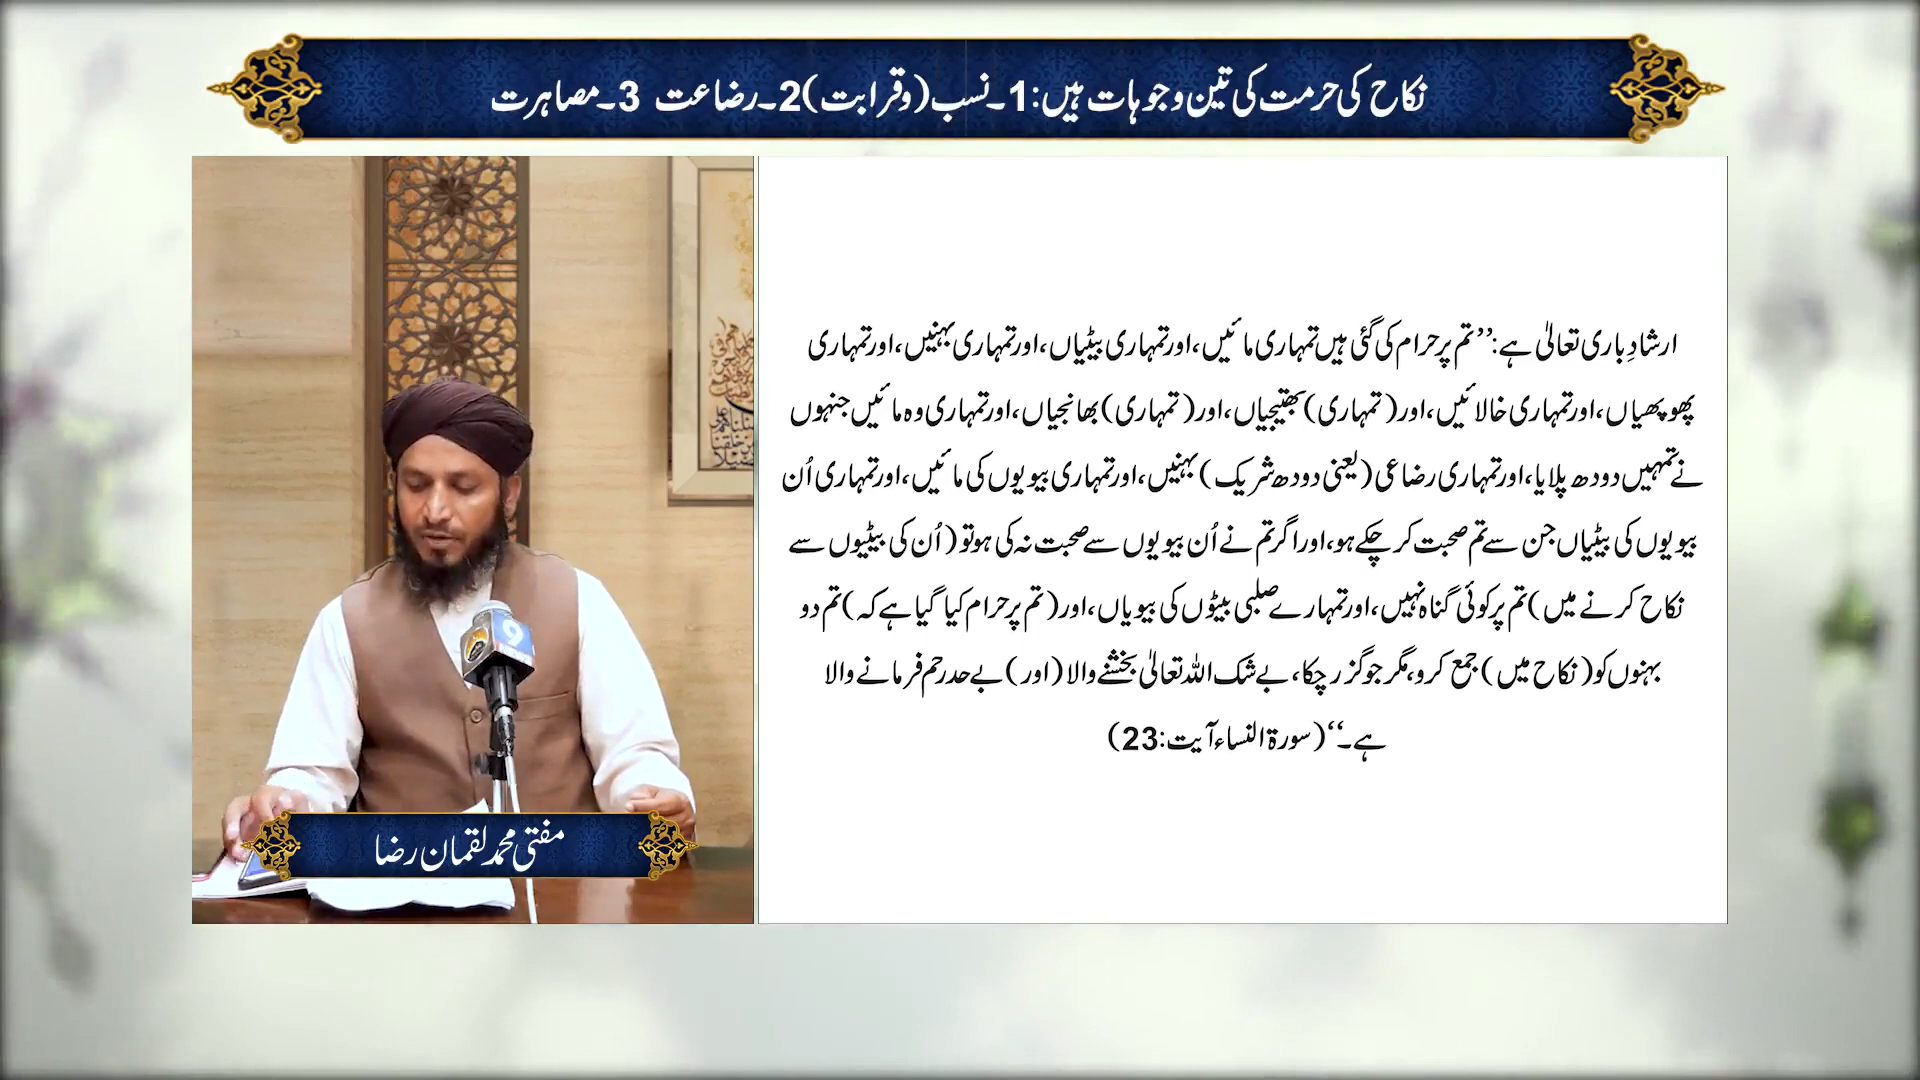 نکاح کی حرمت کی تین وجوہات ہیں:1۔نسب(وقرابت)2۔رضاعت 3۔مصاہرت
ارشادِ باری تعالیٰ ہے:’’تم پر حرام کی گئی ہیں تمہاری مائیں،اور تمہاری بیٹیاں،اور تمہاری بہنیں،اور تمہاری
پھوپھیاں،اور تمہاری خالائیں،اور(تمہاری)بھتیجیاں،اور(تمہاری)بھانجیاں،اور تمہاری وہ مائیں جنہوں
نے تمہیں دودھ پلایا،اور تمہاری رضاعی(یعنی دودھ شریک)بہنیں،اور تمہاری بیویوں کی مائیں،اور تمہاری اُن
بیویوں کی بیٹیاں جن سے تم صحبت کر چکے ہو،اور اگر تم نے اُن بیویوں سے صحبت نہ کی ہو تو(اُن کی بیٹیوں سے
نکاح کرنے میں)تم پر کوئی گناہ نہیں،اور تمہارے صلبی بیٹوں کی بیویاں،اور(تم پر حرام کیا گیا ہے کہ)تم دو
بہنوں کو(نکاح میں)جمع کرو،مگر جو گزر چکا،بے شک اللہ تعالیٰ بخشنے والا(اور)بے حد رحم فرمانے والا
ہے۔‘‘(سورۃ النساء آیت:23)
مفتی محمد لقمان رضا